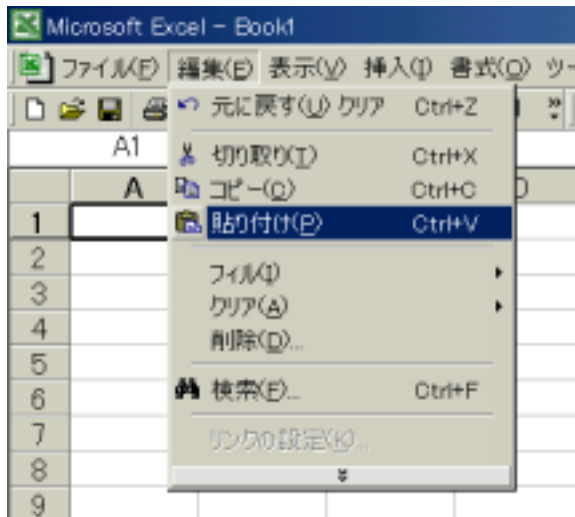 Microsoft Excel - Book1
ファイル(F) 編集(E) 表示(V) 挿入(I) 書式(O) ツー
A1
A D
元に戻す(U) クリア Ctrl+Z
切り取り(T) Ctrl+X
コピー(C) Ctrl+C
貼り付け(P) Ctrl+V
フィル(I)
クリア(A)
削除(D)...
検索(F)... Ctrl+F
リンクの設定(K)...
1
2
3
4
5
6
7
8
9